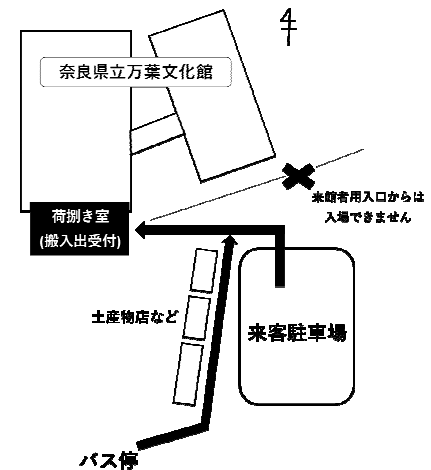 奈良県立万葉文化館
来館者用入口からは
入場できません
荷捌き室
(搬入出受付)
土産物店など
来客駐車場
バス停